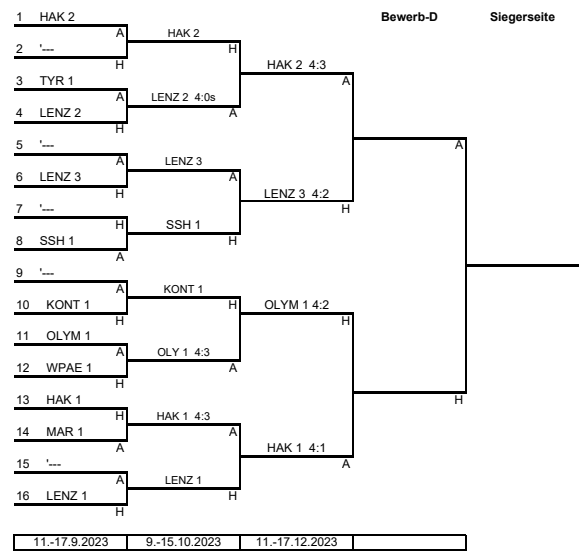 Bewerb-D Siegerseite
1 HAK 2
A HAK 2
2 '---
H H
HAK 2 4:3
3 TYR 1 A
A LENZ 2 4:0s
4 LENZ 2 A
H
5 '--- A
A LENZ 3
6 LENZ 3 A
H
LENZ 3 4:2
7 '--- H
H SSH 1
8 SSH 1 H
A
9 '---
A KONT 1
10 KONT 1 H OLYM 1 4:2
H H
11 OLYM 1
A OLY 1 4:3
12 WPAE 1 A
H
13 HAK 1 H
H HAK 1 4:3
14 MAR 1 A
A HAK 1 4:1
15 '--- A
A LENZ 1
16 LENZ 1 H
H
11.-17.9.2023 9.-15.10.2023 11.-17.12.2023